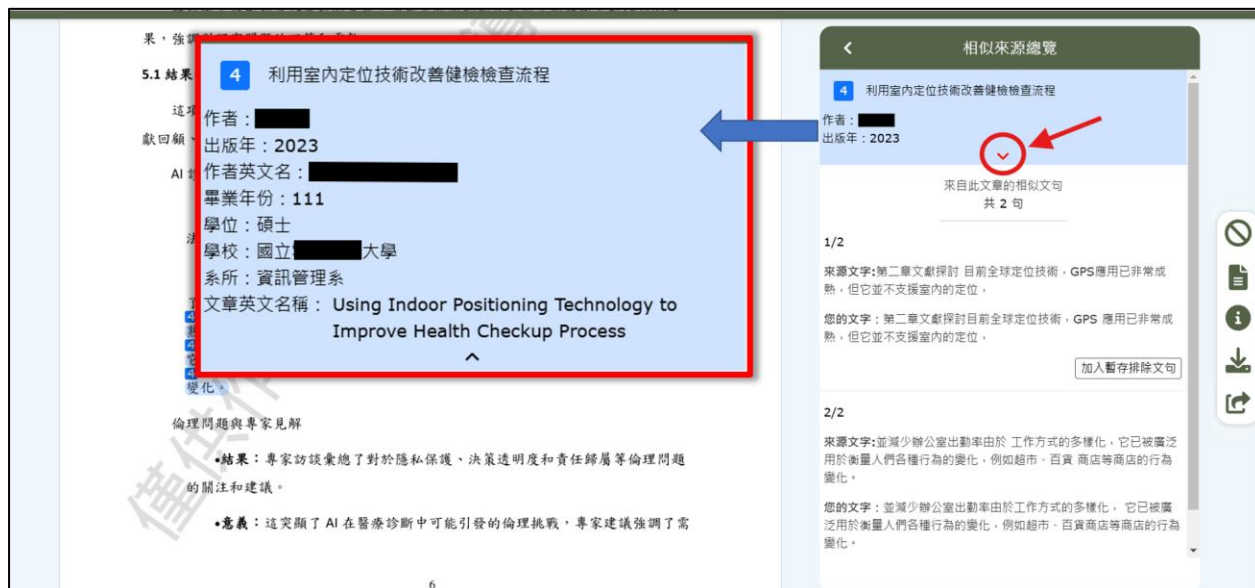 果,強
5.1 結果
這項
獻回顧、
AI
變化。
倫理問題與專家見解
•結果:專家訪談彙總了對於隱私保護、決策透明度和責任歸屬等倫理問題
的關注和建議。
•意義:這突顯了 AI 在醫療診斷中可能引發的倫理挑戰,專家建議強調了需
6
僅供
4 利用室內定位技術改善健檢檢查流程
作者:
出版年:2023
作者英文名:
畢業年份:111
學位:碩士
學校:國立 大學
系所:資訊管理系
文章英文名稱: Using Indoor Positioning Technology to
Improve Health Checkup Process
相似來源總覽
4 利用室內定位技術改善健檢檢查流程
作者:
出版年:2023
來自此文章的相似文句
共 2 句
1/2
來源文字:第二章文獻探討 目前全球定位技術,GPS應用已非常成
熟,但它並不支援室內的定位,
您的文字:第二章文獻探討目前全球定位技術,GPS 應用已非常成
熟,但它並不支援室內的定位,
加入暫存排除文句
2/2
來源文字:並減少辦公室出勤率由於 工作方式的多樣化,它已被廣泛
用於衡量人們各種行為的變化,例如超市、百貨 商店等商店的行為
變化。
您的文字:並減少辦公室出勤率由於工作方式的多樣化, 它已被廣
泛用於衡量人們各種行為的變化,例如超市、百貨商店等商店的行為
變化。